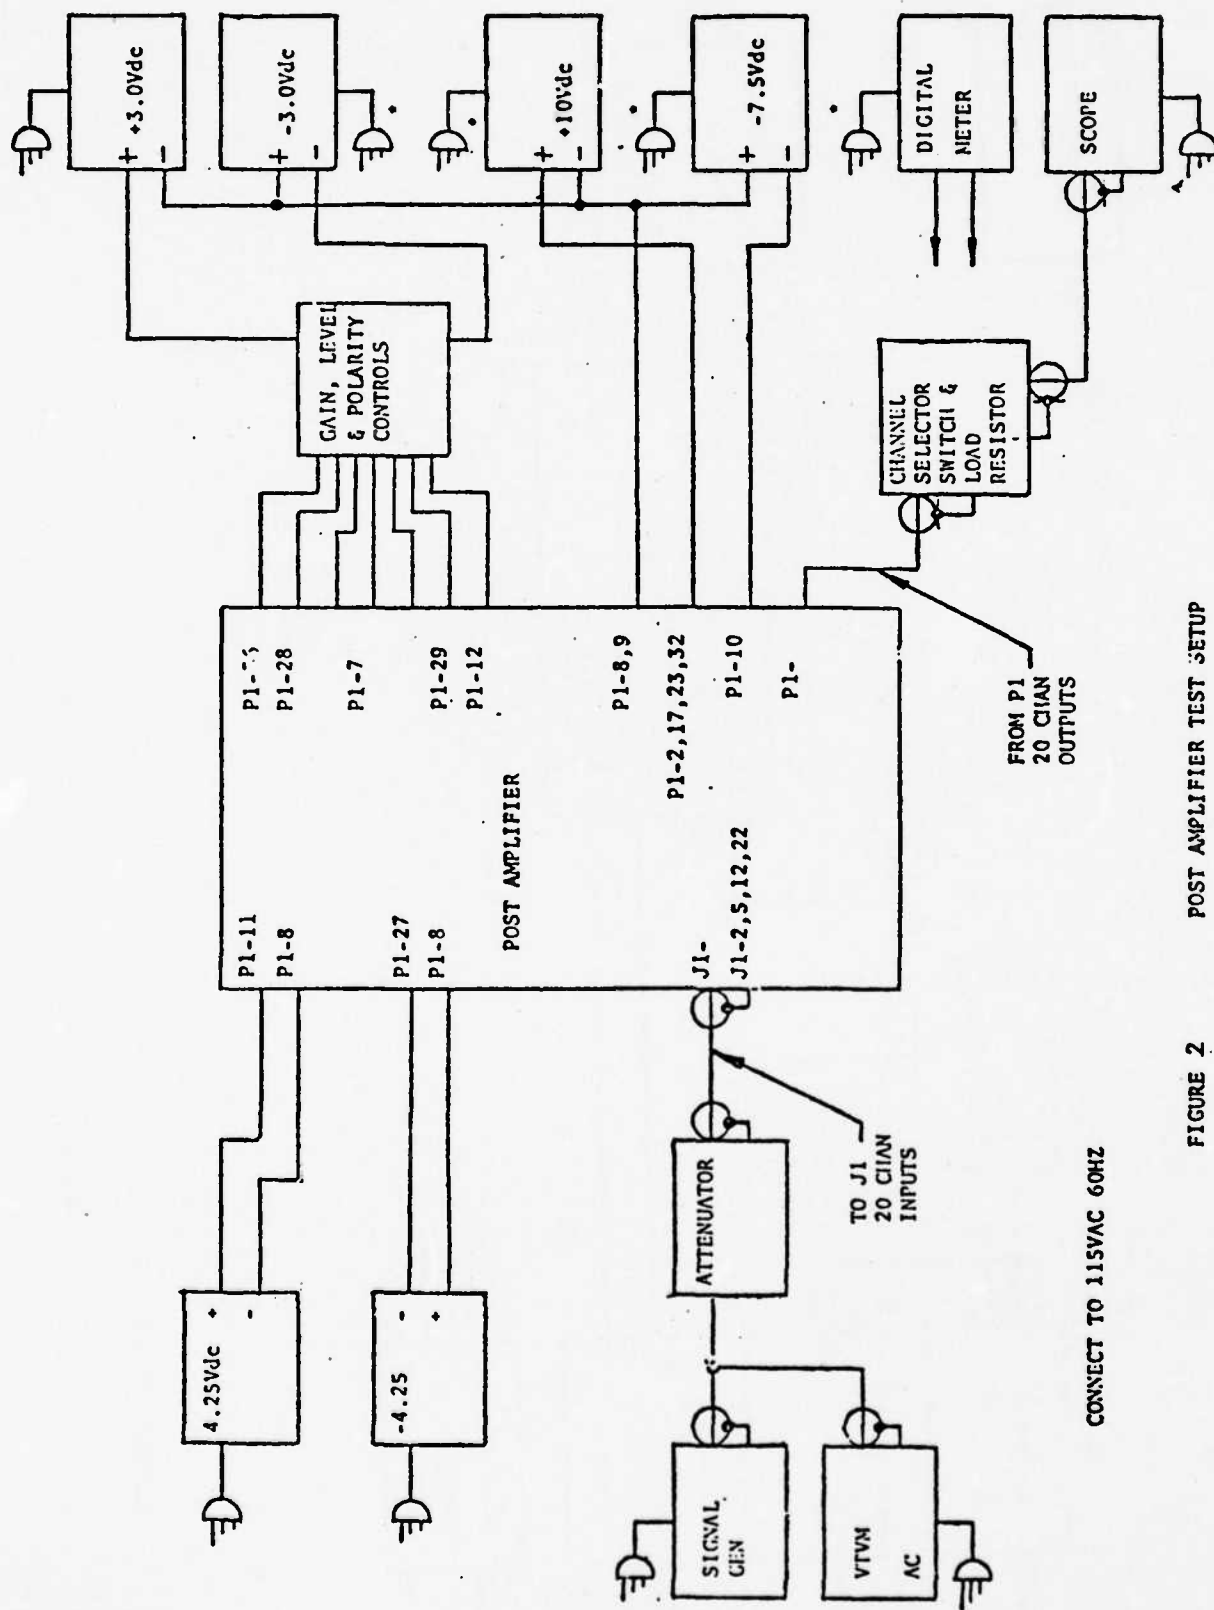 4.25Vdc
+
-
-4.25
-
+
SIGNAL
GEN
VTVM
AC
ATTENUATOR
TO J1
20 CHAN
INPUTS
P1-11
P1-8
P1-27
P1-8
POST AMPLIFIER
J1-
J1-2,5,12,22
P1-28
P1-7
P1-29
P1-12
P1-8,9
P1-2,17,23,32
P1-10
P1-
FROM P1
20 CHAN
OUTPUTS
GAIN, LEVEL
& POLARITY
CONTROLS
CHANNEL
SELECTOR
SWITCH &
LOAD
RESISTOR
+3.0Vdc
+
-
-3.0Vdc
+
-
*
+10Vdc
+
-
*
-7.5Vdc
+
-
*
DIGITAL
METER
*
SCOPE
CONNECT TO 115VAC 60HZ
FIGURE 2 POST AMPLIFIER TEST SETUP